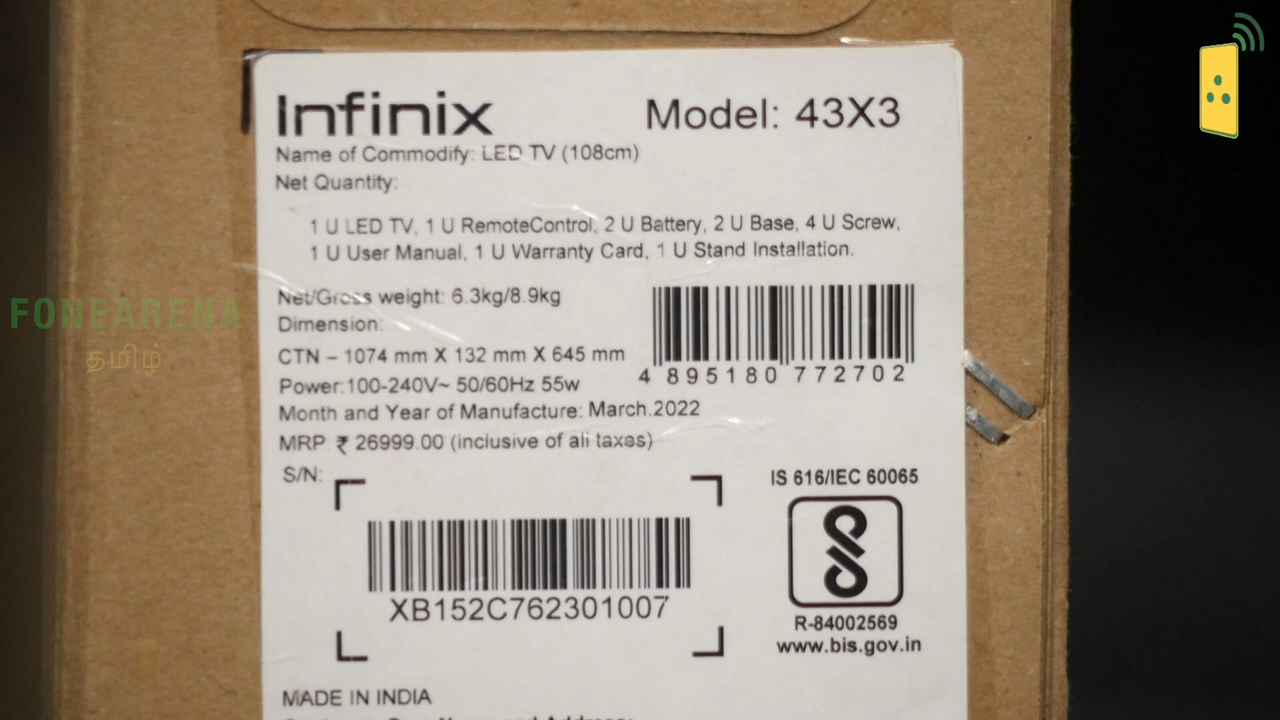 Infinix
Model: 43X3
Name of Commodify: LED TV (108cm)
Net Quantity:
1 U LED TV, 1 U RemoteControl, 2 U Battery, 2 U Base, 4 U Screw,
1 U User Manual, 1 U Warranty Card, 1 U Stand Installation.
Net/Gross weight: 6.3kg/8.9kg
Dimension:
CTN – 1074 mm X 132 mm X 645 mm
Power:100-240V~ 50/60Hz 55w
4 895180 772702
Month and Year of Manufacture: March.2022
MRP ₹ 26999.00 (inclusive of all taxes)
S/N:
XB152C762301007
IS 616/IEC 60065
R-84002569
www.bis.gov.in
MADE IN INDIA
FONEARENA
தமிழ்